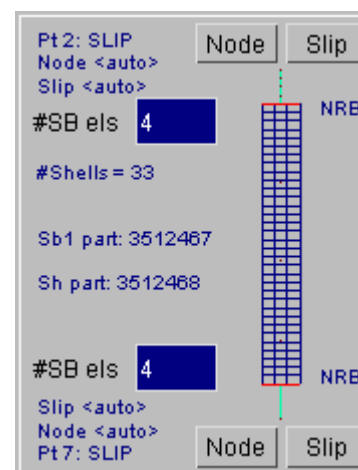 Pt 2: SLIP
Node <auto>
Slip <auto>
Node
Slip
#SB els 4
NRB
#Shells = 33
Sb1 part: 3512467
Sh part: 3512468
#SB els 4
NRB
Slip <auto>
Node <auto>
Pt 7: SLIP
Node
Slip